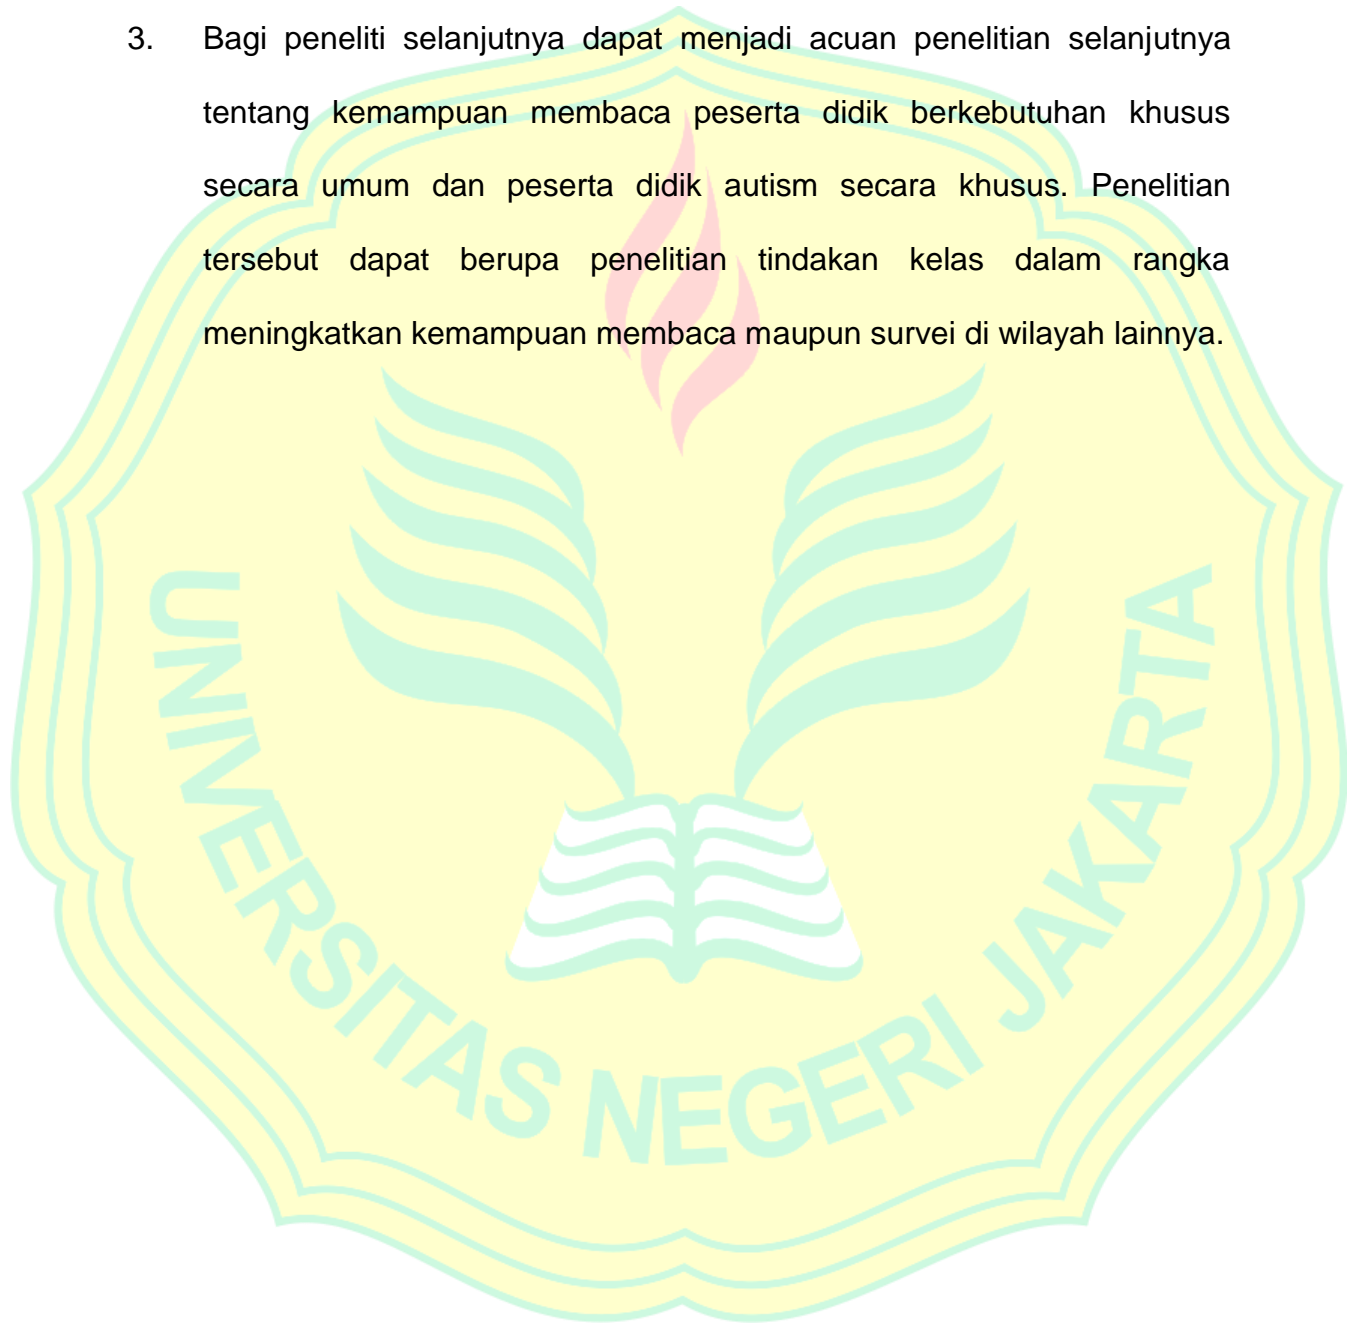 3. Bagi peneliti selanjutnya dapat menjadi acuan penelitian selanjutnya
tentang kemampuan membaca peserta didik berkebutuhan khusus
secara umum dan peserta didik autism secara khusus. Penelitian
tersebut dapat berupa penelitian tindakan kelas dalam rangka
meningkatkan kemampuan membaca maupun survei di wilayah lainnya.
UNIVERSITAS NEGERI JAKARTA